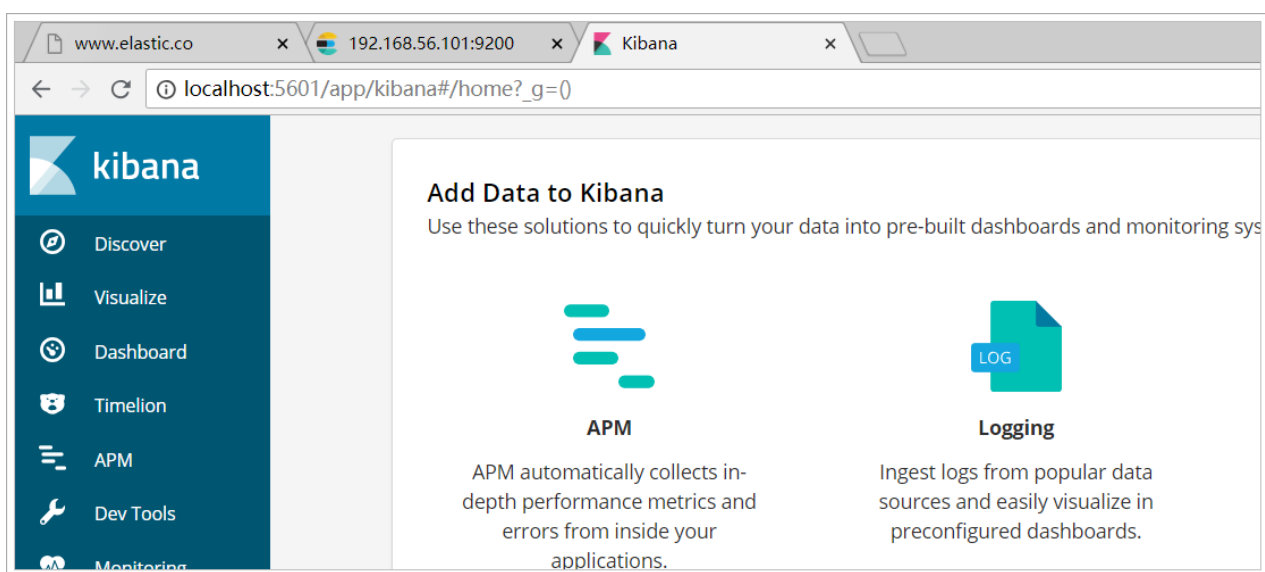 www.elastic.co
192.168.56.101:9200
Kibana
localhost:5601/app/kibana#/home?_g=()
kibana
Discover
Visualize
Dashboard
Timelion
APM
Dev Tools
Monitoring
Add Data to Kibana
Use these solutions to quickly turn your data into pre-built dashboards and monitoring sys
LOG
APM
APM automatically collects in-
depth performance metrics and
errors from inside your
applications.
Logging
Ingest logs from popular data
sources and easily visualize in
preconfigured dashboards.